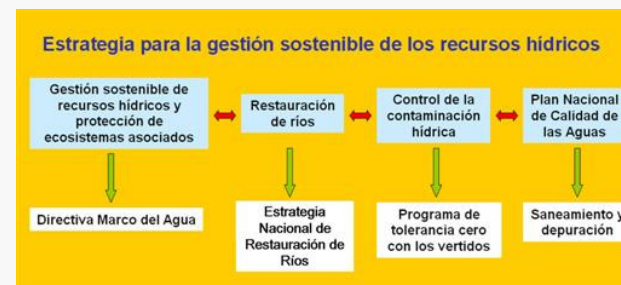 Estrategia para la gestión sostenible de los recursos hídricos
Gestión sostenible de
recursos hídricos y
protección de
ecosistemas asociados
Restauración
de ríos
Control de la
contaminación
hídrica
Plan Nacional
de Calidad de
las Aguas
Directiva Marco del Agua
Estrategia
Nacional de
Restauración de
Ríos
Programa de
tolerancia cero
con los vertidos
Saneamiento y
depuración